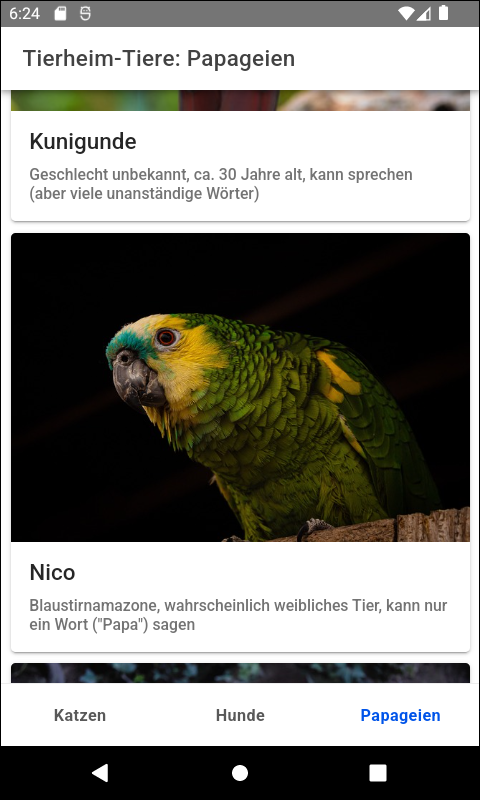 6:24
Tierheim-Tiere: Papageien
Kunigunde
Geschlecht unbekannt, ca. 30 Jahre alt, kann sprechen
(aber viele unanständige Wörter)
Nico
Blaustirnamazone, wahrscheinlich weibliches Tier, kann nur
ein Wort ("Papa") sagen
Katzen Hunde Papageien